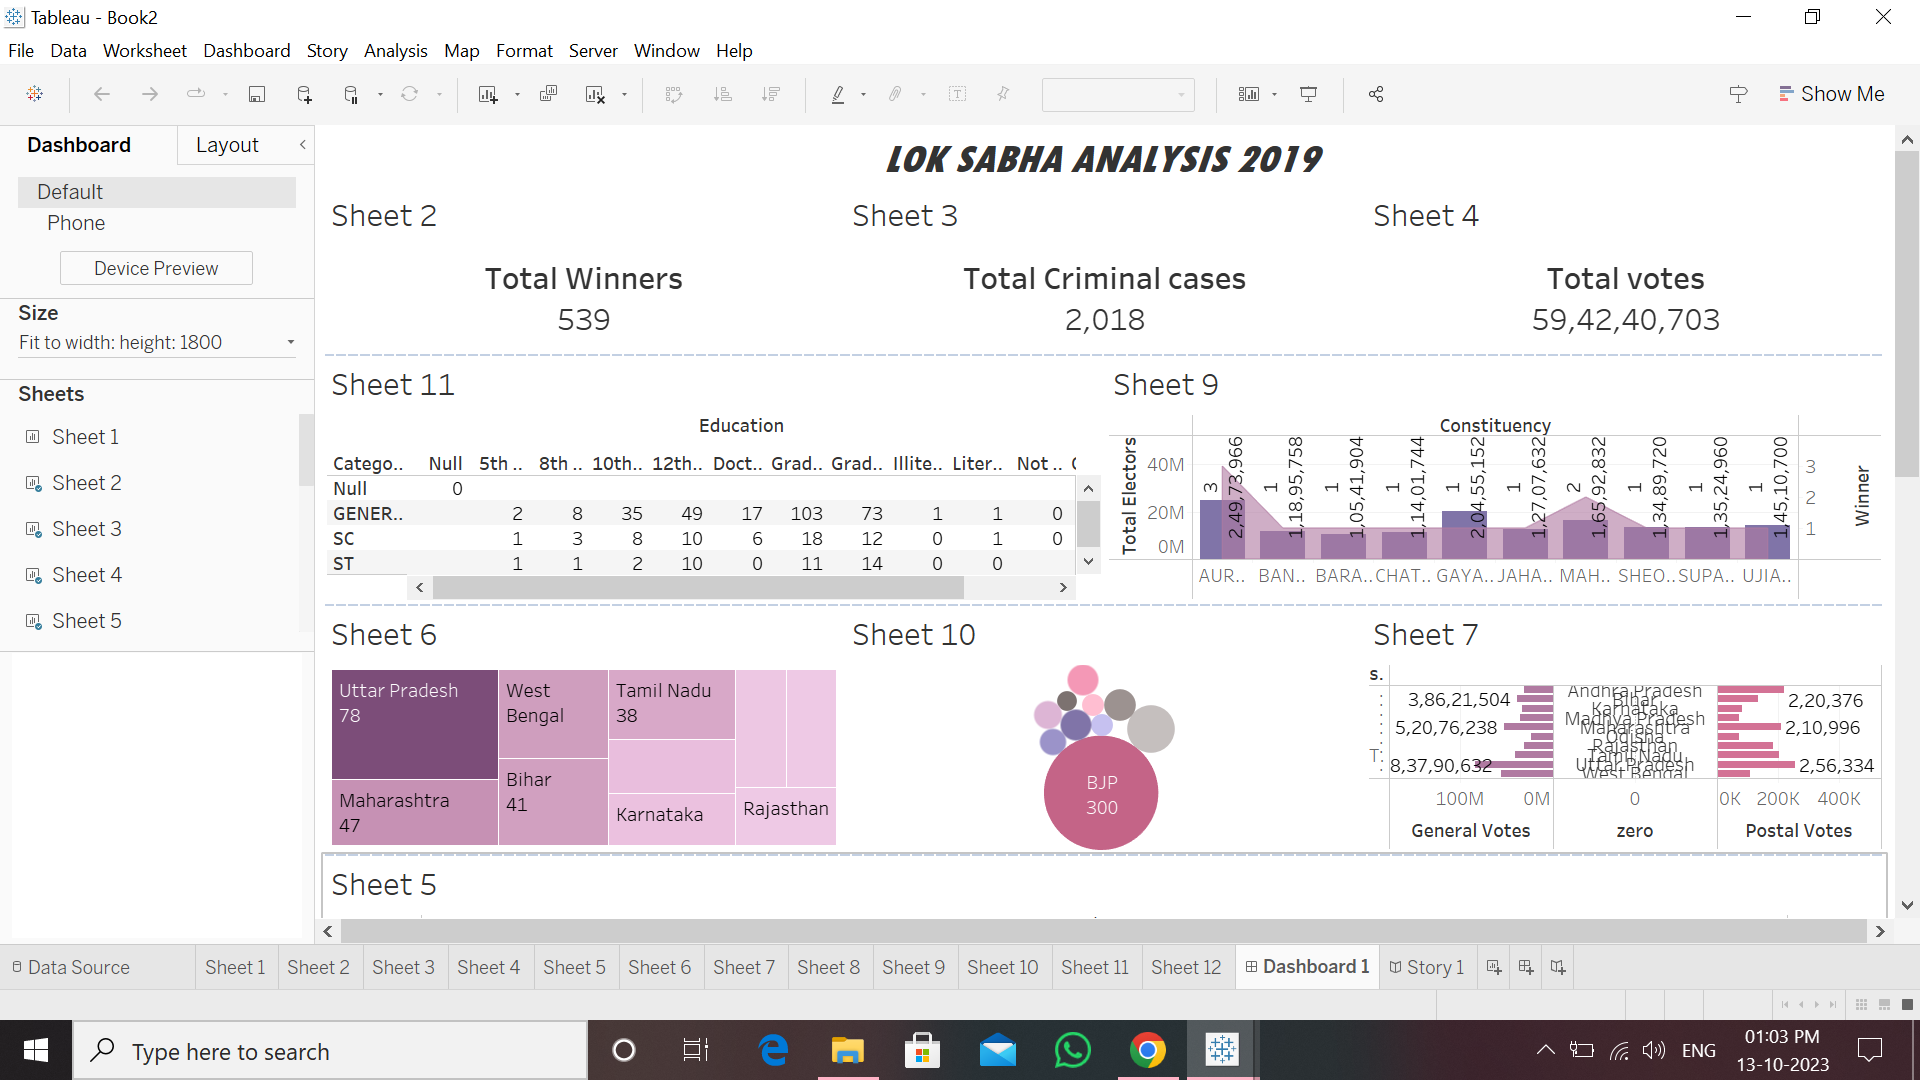 Tableau - Book2
File Data Worksheet Dashboard Story Analysis Map Format Server Window Help
Show Me
Dashboard Layout
Default
Phone
Device Preview
Size
Fit to width: height: 1800
Sheets
Sheet 1
Sheet 2
Sheet 3
Sheet 4
Sheet 5
LOK SABHA ANALYSIS 2019
Sheet 2
Total Winners
539
Sheet 3
Total Criminal cases
2,018
Sheet 4
Total votes
59,42,40,703
Sheet 11
Education
Catego.. Null 5th .. 8th .. 10th.. 12th.. Doct.. Grad.. Grad.. Illite.. Liter.. Not ..
Null 0
GENER.. 2 8 35 49 17 103 73 1 1 0
SC 1 3 8 10 6 18 12 0 1 0
ST 1 1 2 10 0 11 14 0 0
Sheet 9
Constituency
Total Electors
40M
20M
0M
3 1 1 1 1 1 2 1 1 1
2,49,73,966 1,18,95,758 1,05,41,904 1,14,01,744 2,04,55,152 1,27,07,632 1,65,92,832 1,34,89,720 1,35,24,960 1,45,10,700
3
2
1
Winner
AUR.. BAN.. BARA.. CHAT.. GAYA.. JAHA.. MAH.. SHEO.. SUPA.. UJIA..
Sheet 6
Uttar Pradesh
78
Maharashtra
47
West
Bengal
Bihar
41
Tamil Nadu
38
Karnataka
Rajasthan
Sheet 10
BJP
300
Sheet 7
s.
Andhra Pradesh
3,86,21,504 Bihar 2,20,376
Karnataka
Madhya Pradesh
5,20,76,238 Maharashtra 2,10,996
Odisha
Rajasthan
T: Tamil Nadu
8,37,90,632 Uttar Pradesh 2,56,334
West Bengal
100M 0M 0 0K 200K 400K
General Votes zero Postal Votes
Sheet 5
Data Source Sheet 1 Sheet 2 Sheet 3 Sheet 4 Sheet 5 Sheet 6 Sheet 7 Sheet 8 Sheet 9 Sheet 10 Sheet 11 Sheet 12 Dashboard 1 Story 1
Type here to search
ENG
01:03 PM
13-10-2023